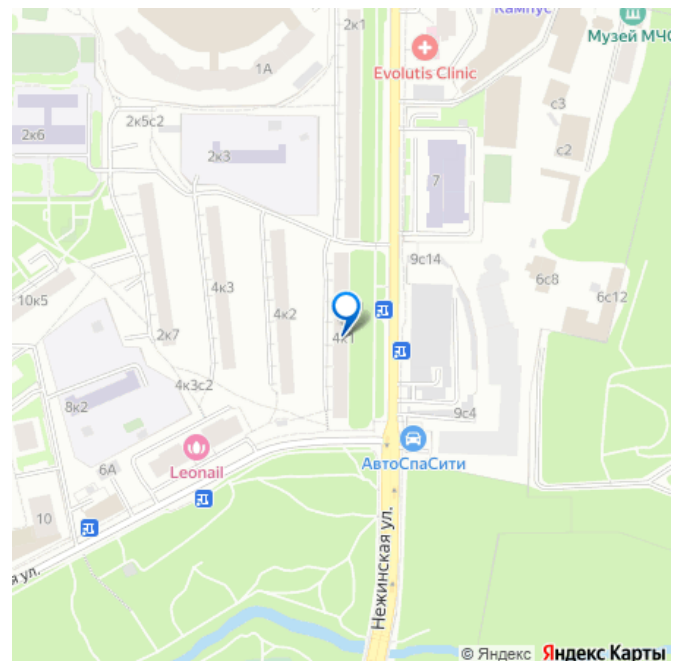 Кампус
2к1
Музей МЧС
Evolutis Clinic
1А
с3
2к5с2
2к6
с2
2к3
7
9с14
6с8
4к3
10к5
6с12
4к2
2к7
4к1
4к3с2
8к2
9с4
АвтоСпаСити
Leonail
6А
10
Нежинская ул.
я ул.
© Яндекс Яндекс Карты